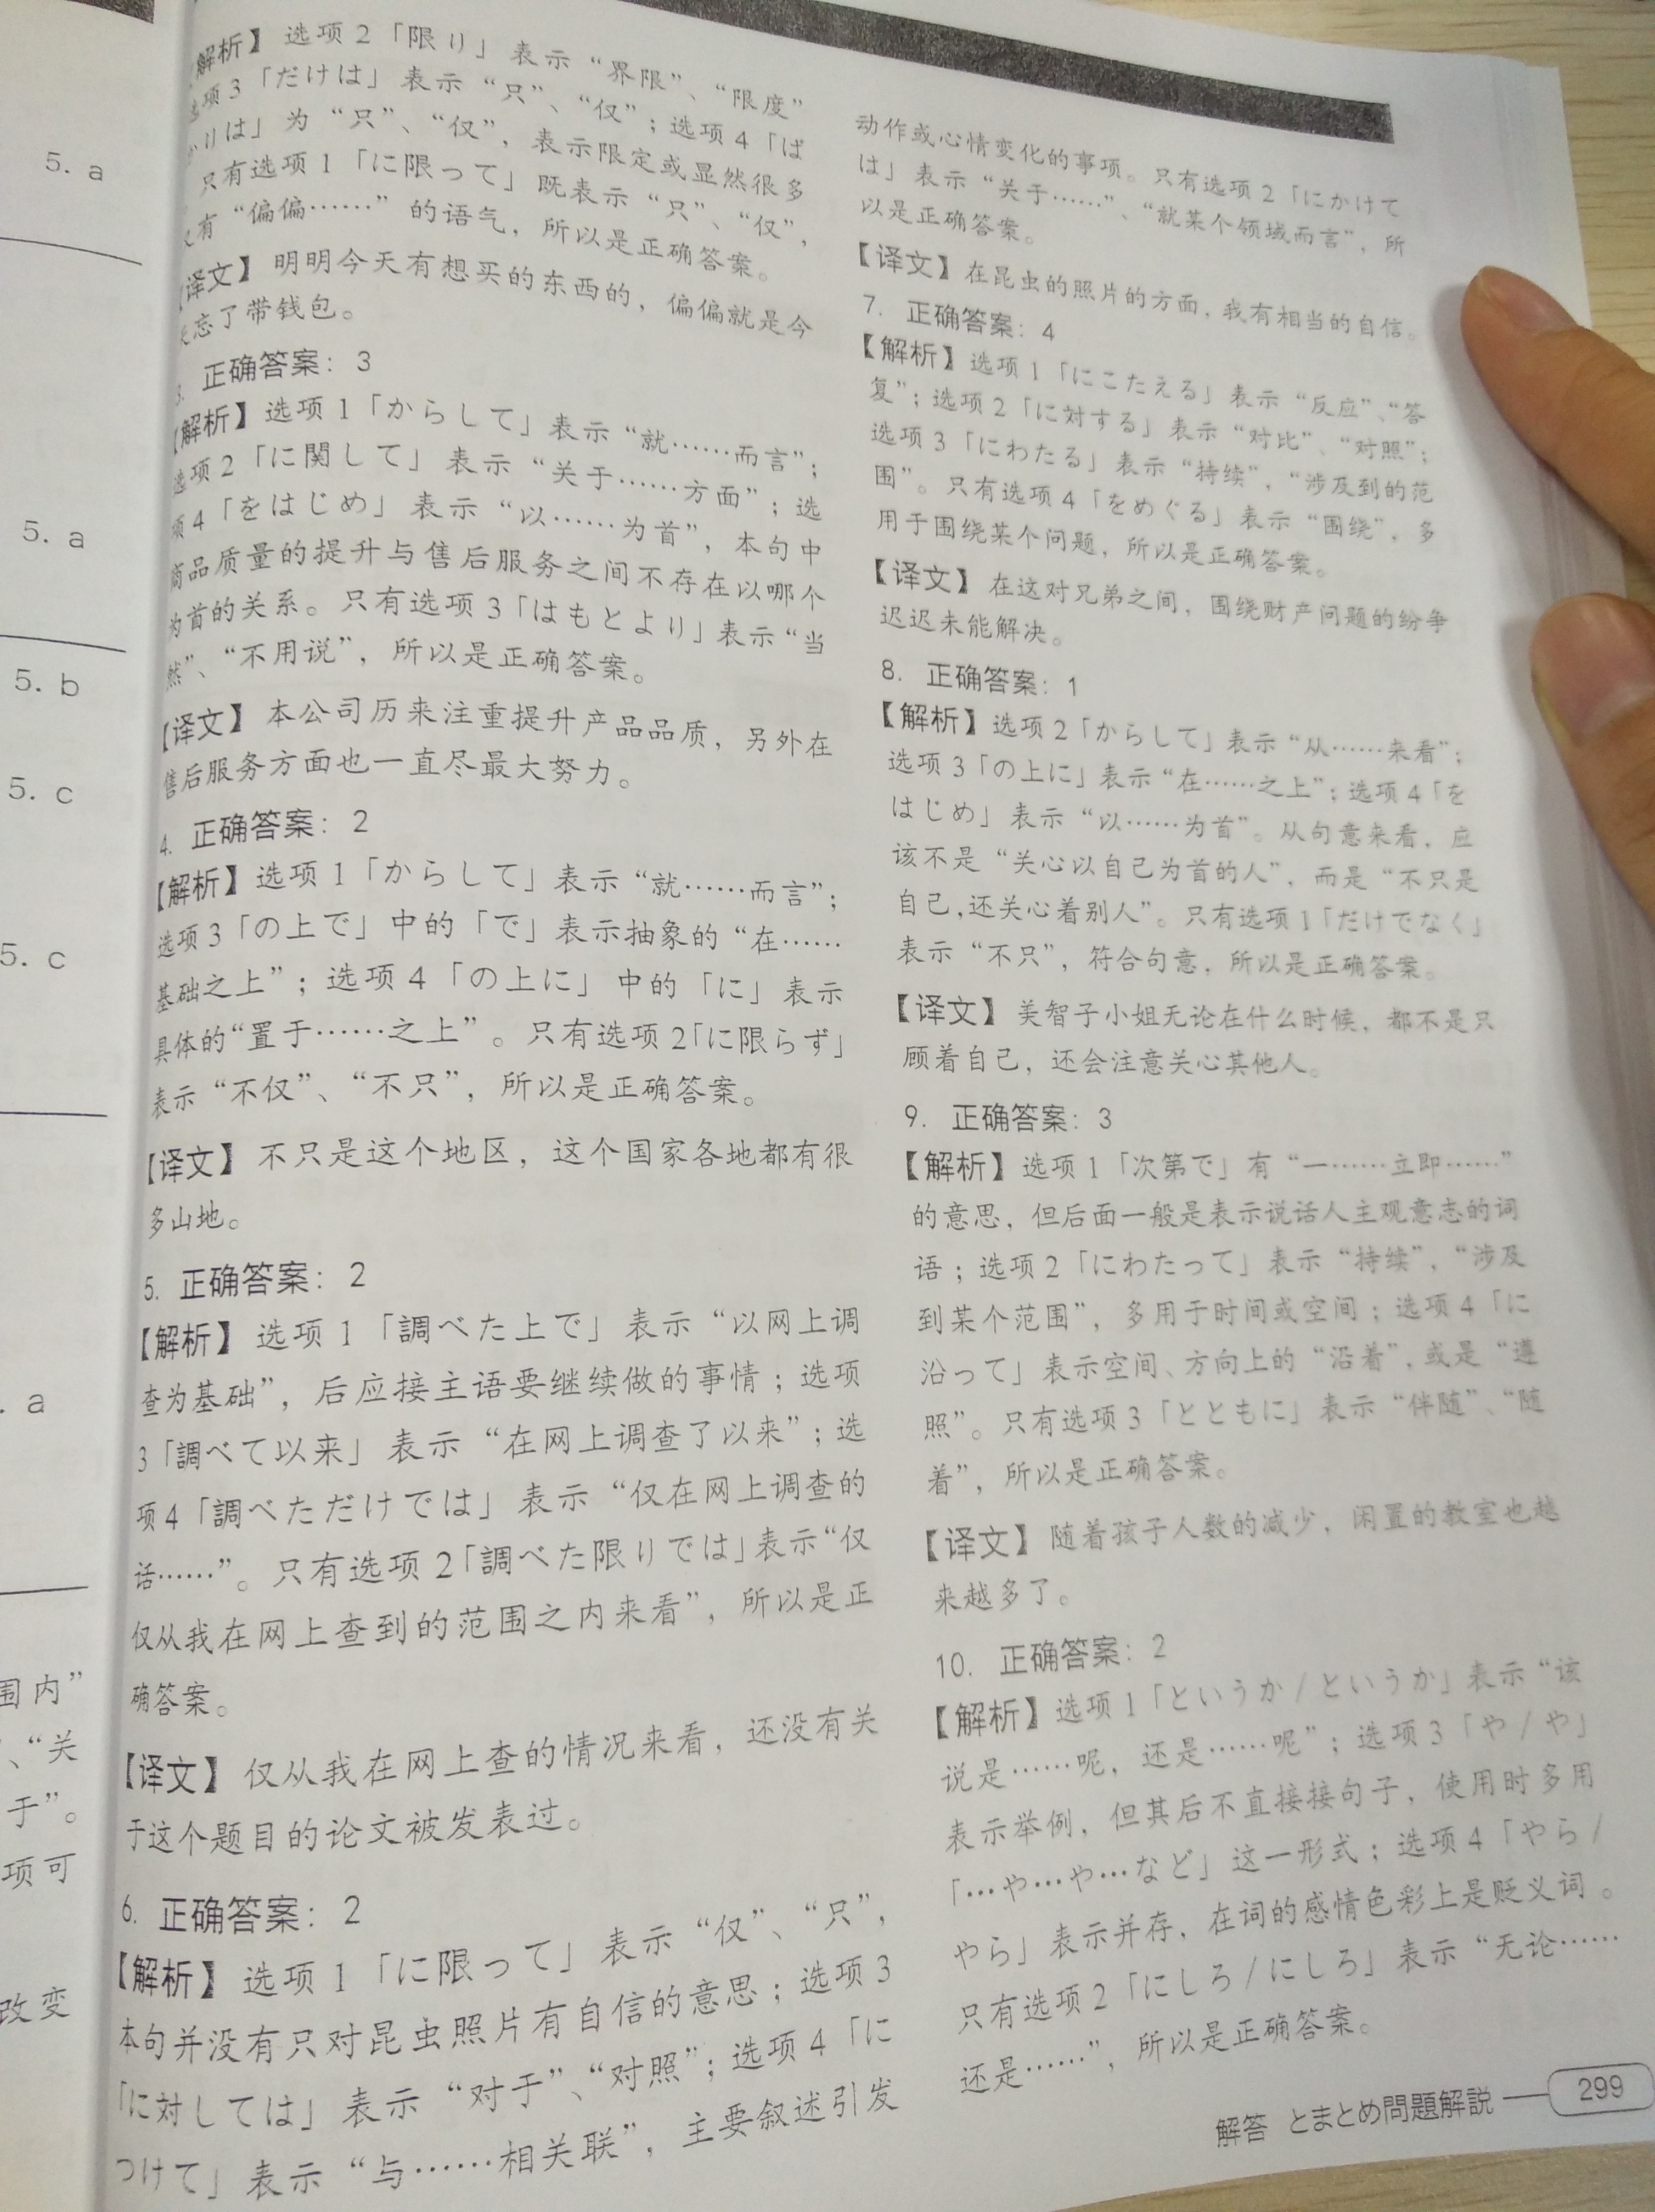 5. a
5. a
5. b
5. c
5. c
. a
围内”
、“关
于”。
项可
改变
解析】 选项2「限り」表示“界限”、“限度”
选项3「だけは」表示“只”、“仅”；选项4「ば
かりは」为“只”、“仅”，表示限定或显然很多
只有选项1「に限って」既表示“只”、“仅”，
又有“偏偏……”的语气，所以是正确答案。
【译文】明明今天有想买的东西的，偏偏就是今
天忘了带钱包。
3. 正确答案：3
【解析】选项1「からして」表示“就……而言”；
选项2「に関して」表示“关于……方面”；选
项4「をはじめ」表示“以……为首”，本句中
商品质量的提升与售后服务之间不存在以哪个
为首的关系。只有选项3「はもとより」表示“当
然”、“不用说”，所以是正确答案。
【译文】本公司历来注重提升产品品质，另外在
售后服务方面也一直尽最大努力。
4. 正确答案：2
【解析】选项1「からして」表示“就……而言”；
选项3「の上で」中的「で」表示抽象的“在……
基础之上”；选项4「の上に」中的「に」表示
具体的“置于……之上”。只有选项2「に限らず」
表示“不仅”、“不只”，所以是正确答案。
【译文】不只是这个地区，这个国家各地都有很
多山地。
5. 正确答案：2
【解析】选项1「調べた上で」表示“以网上调
查为基础”，后应接主语要继续做的事情；选项
3「調べて以来」表示“在网上调查了以来”；选
项4「調べただけでは」表示“仅在网上调查的
话……”。只有选项2「調べた限りでは」表示“仅
仅从我在网上查到的范围之内来看”，所以是正
确答案。
【译文】仅从我在网上查的情况来看，还没有关
于这个题目的论文被发表过。
6. 正确答案：2
【解析】选项1「に限って」表示“仅”、“只”，
本句并没有只对昆虫照片有自信的意思；选项3
「に対しては」表示“对于”、“对照”；选项4「に
つけて」表示“与……相关联”，主要叙述引发
动作或心情变化的事项。只有选项2「にかけて
は」表示“关于……”、“就某个领域而言”，所
以是正确答案。
【译文】在昆虫的照片的方面，我有相当的自信。
7. 正确答案：4
【解析】选项1「にこたえる」表示“反应”、“答
复”；选项2「に対する」表示“对比”、“对照”；
选项3「にわたる」表示“持续”，“涉及到的范
围”。只有选项4「をめぐる」表示“围绕”，多
用于围绕某个问题，所以是正确答案。
【译文】在这对兄弟之间，围绕财产问题的纷争
迟迟未能解决。
8. 正确答案：1
【解析】选项2「からして」表示“从……来看”；
选项3「の上に」表示“在……之上”；选项4「を
はじめ」表示“以……为首”。从句意来看，应
该不是“关心以自己为首的人”，而是“不只是
自己，还关心着别人”。只有选项1「だけでなく」
表示“不只”，符合句意，所以是正确答案。
【译文】美智子小姐无论在什么时候，都不是只
顾着自己，还会注意关心其他人。
9. 正确答案：3
【解析】选项1「次第で」有“一……立即……”
的意思，但后面一般是表示说话人主观意志的词
语；选项2「にわたって」表示“持续”，“涉及
到某个范围”，多用于时间或空间；选项4「に
沿って」表示空间、方向上的“沿着”，或是“遵
照”。只有选项3「とともに」表示“伴随”、“随
着”，所以是正确答案。
【译文】随着孩子人数的减少，闲置的教室也越
来越多了。
10. 正确答案：2
【解析】选项1「というか/というか」表示“该
说是……呢，还是……呢”；选项3「や/や」
表示举例，但其后不直接接句子，使用时多用
「…や…や…など」这一形式；选项4「やら/
やら」表示并存，在词的感情色彩上是贬义词。
只有选项2「にしろ/にしろ」表示“无论……
还是……”，所以是正确答案。
解答 とまとめ問題解説 299